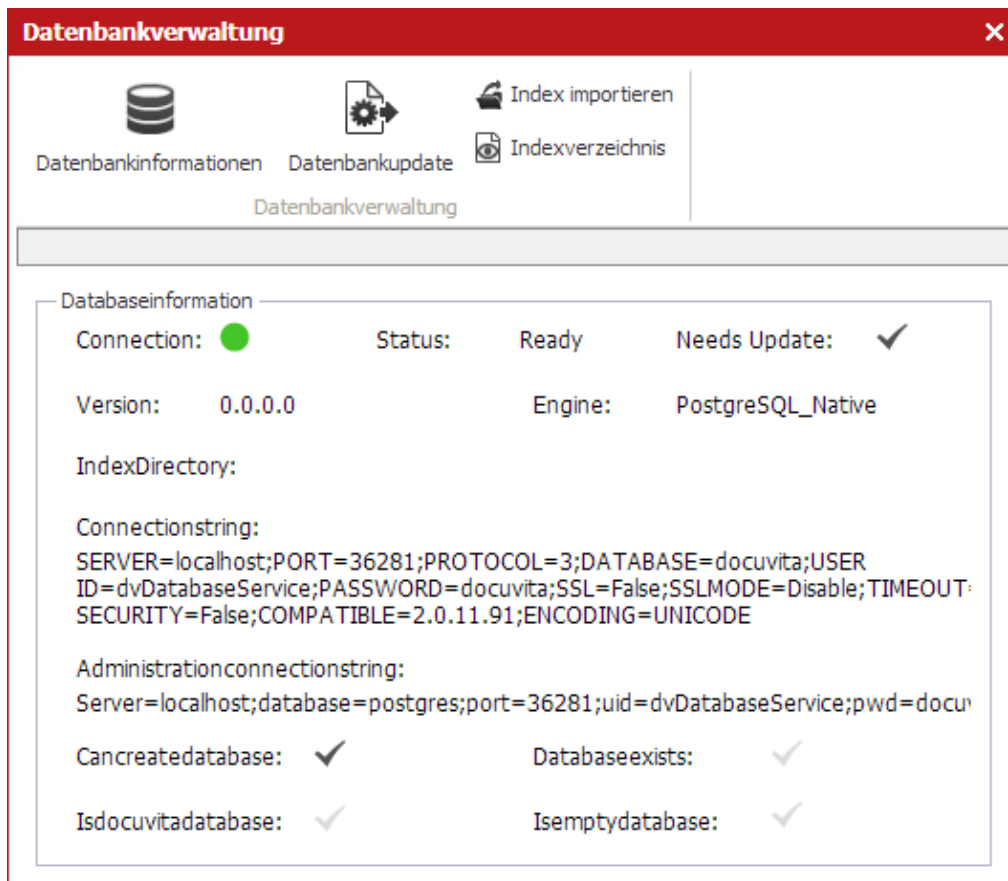 Datenbankverwaltung
Index importieren
Indexverzeichnis
Datenbankinformationen
Datenbankupdate
Datenbankverwaltung
Databaseinformation
Connection: Status: Ready Needs Update:
Version: 0.0.0.0 Engine: PostgreSQL_Native
IndexDirectory:
Connectionstring:
SERVER=localhost;PORT=36281;PROTOCOL=3;DATABASE=docuvita;USER
ID=dvDatabaseService;PASSWORD=docuvita;SSL=False;SSLMODE=Disable;TIMEOUT=
SECURITY=False;COMPATIBLE=2.0.11.91;ENCODING=UNICODE
Administrationconnectionstring:
Server=localhost;database=postgres;port=36281;uid=dvDatabaseService;pwd=docuv
Cancreatedatabase: Databaseexists:
Isdocuvitadatabase: Isemptydatabase: